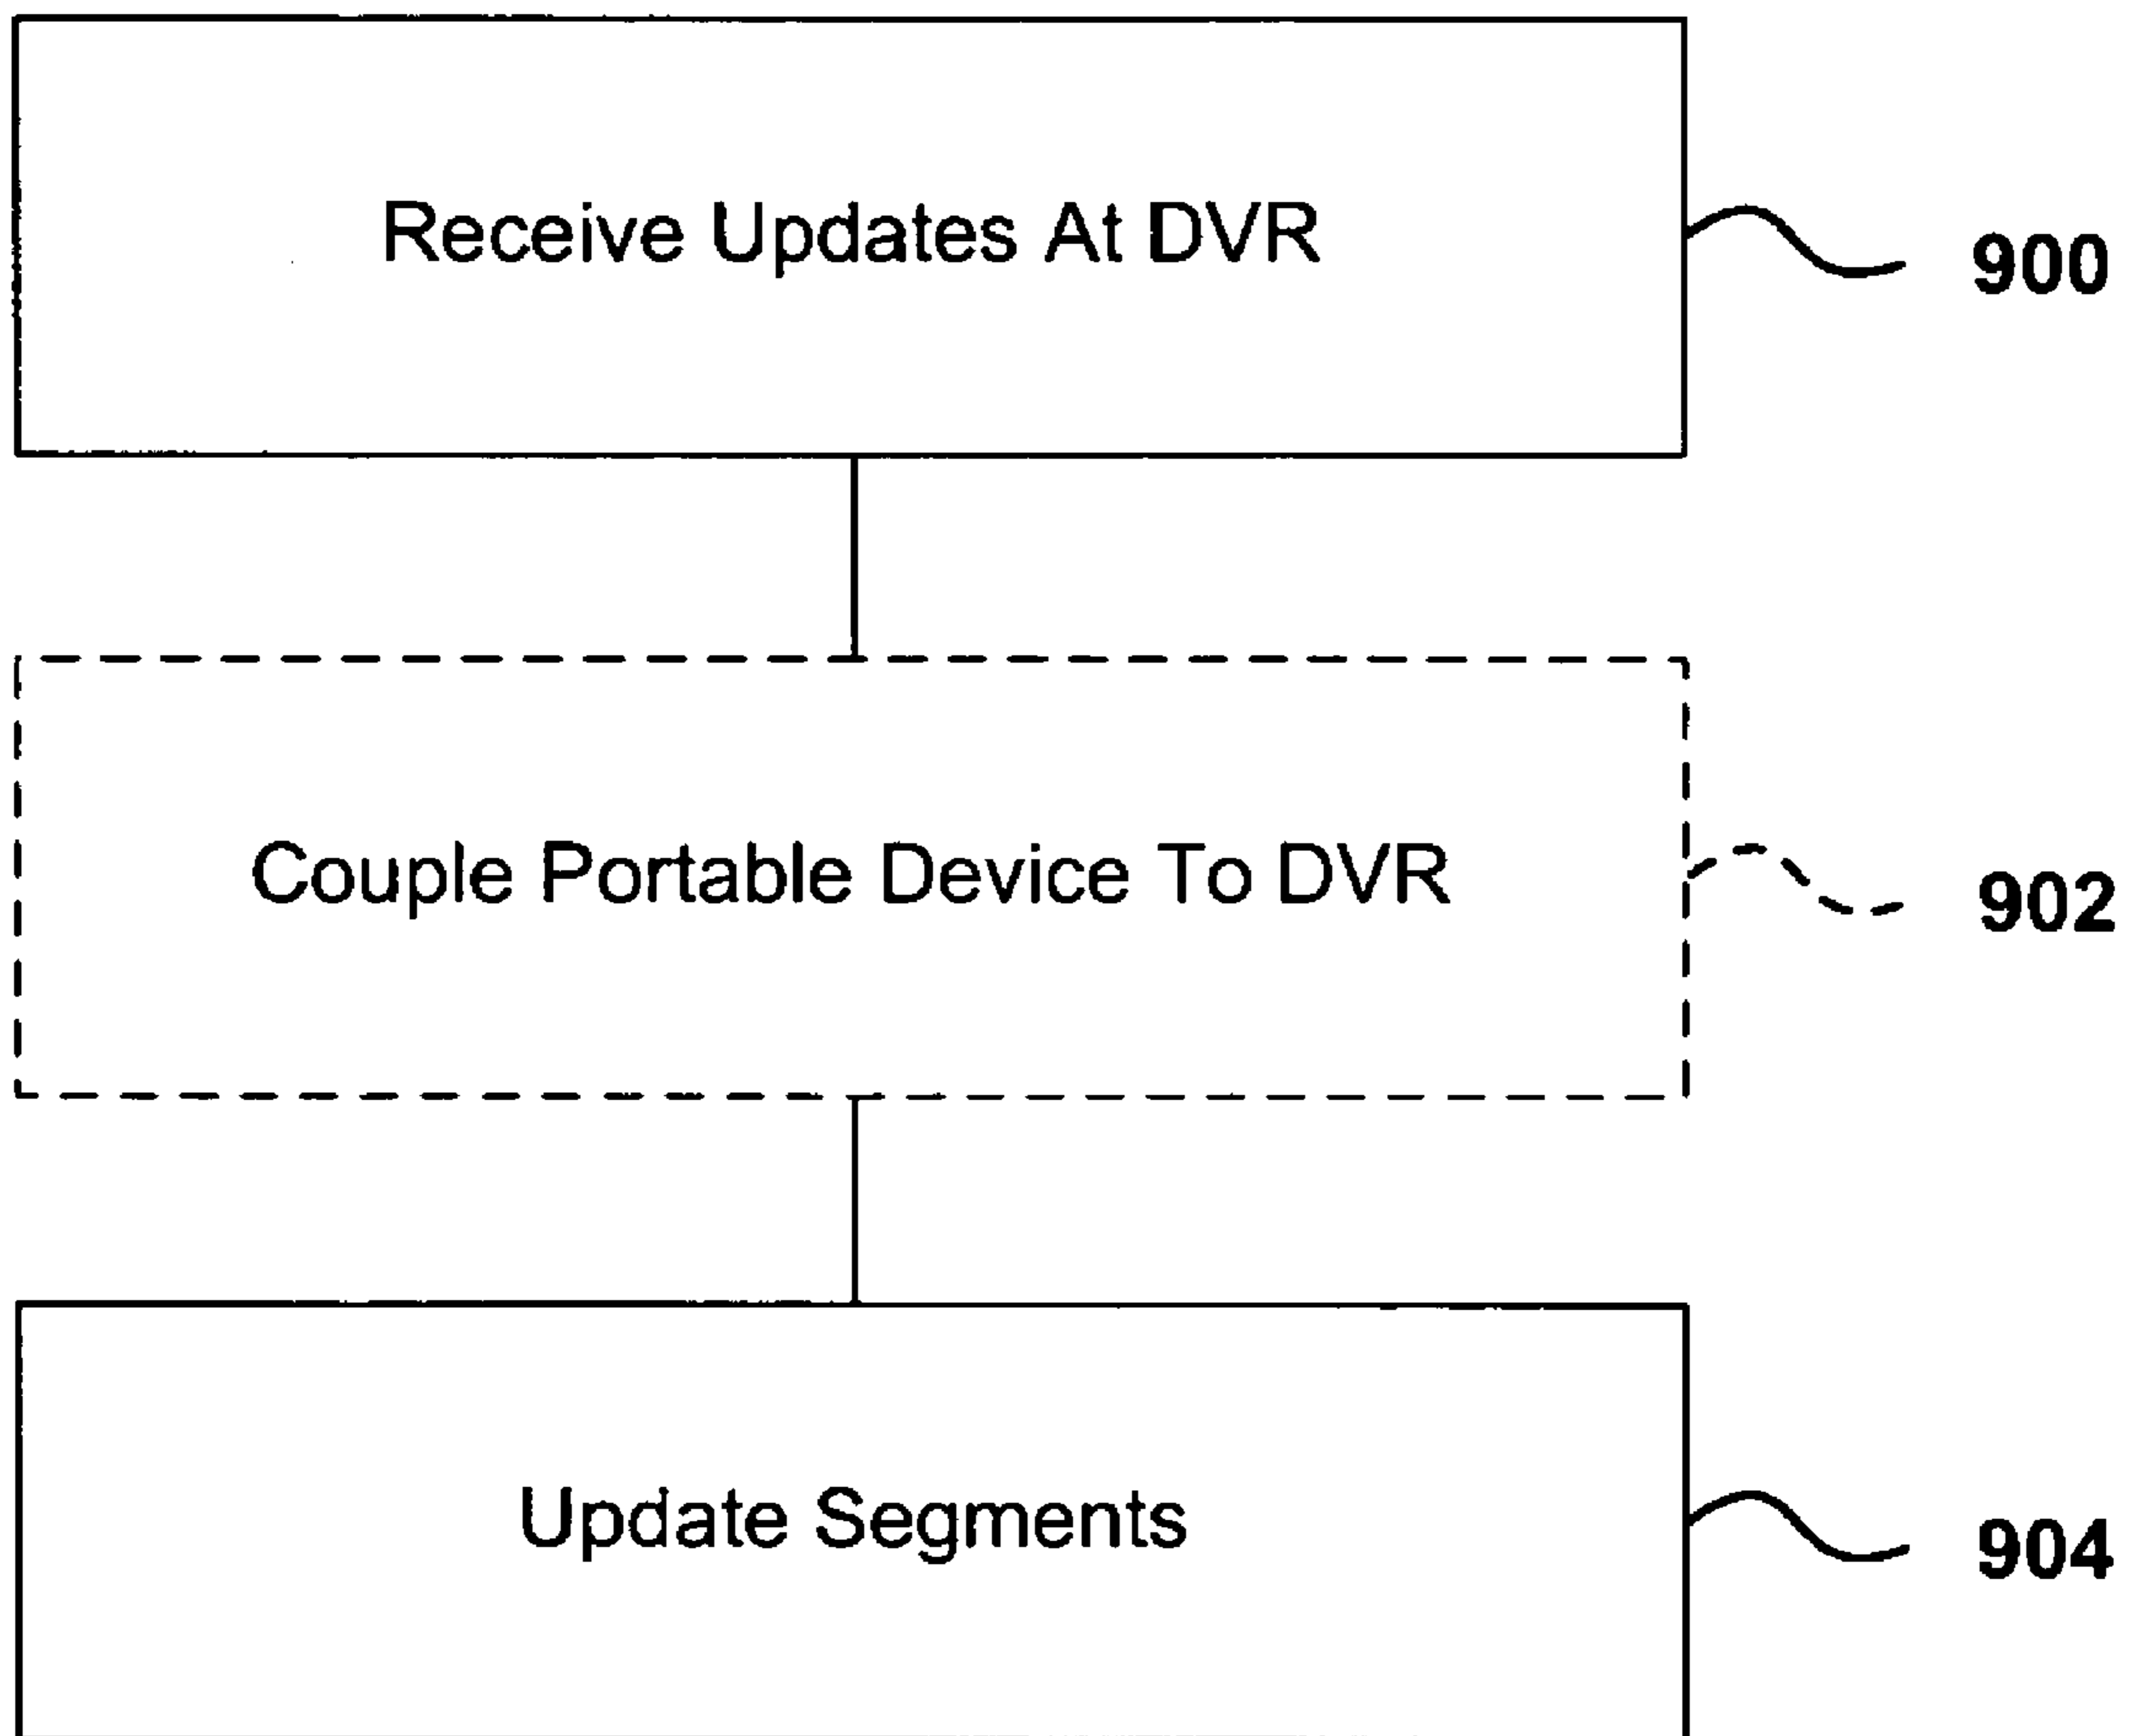 Receive Updates At DVR
900
Couple Portable Device To DVR
902
Update Segments
904